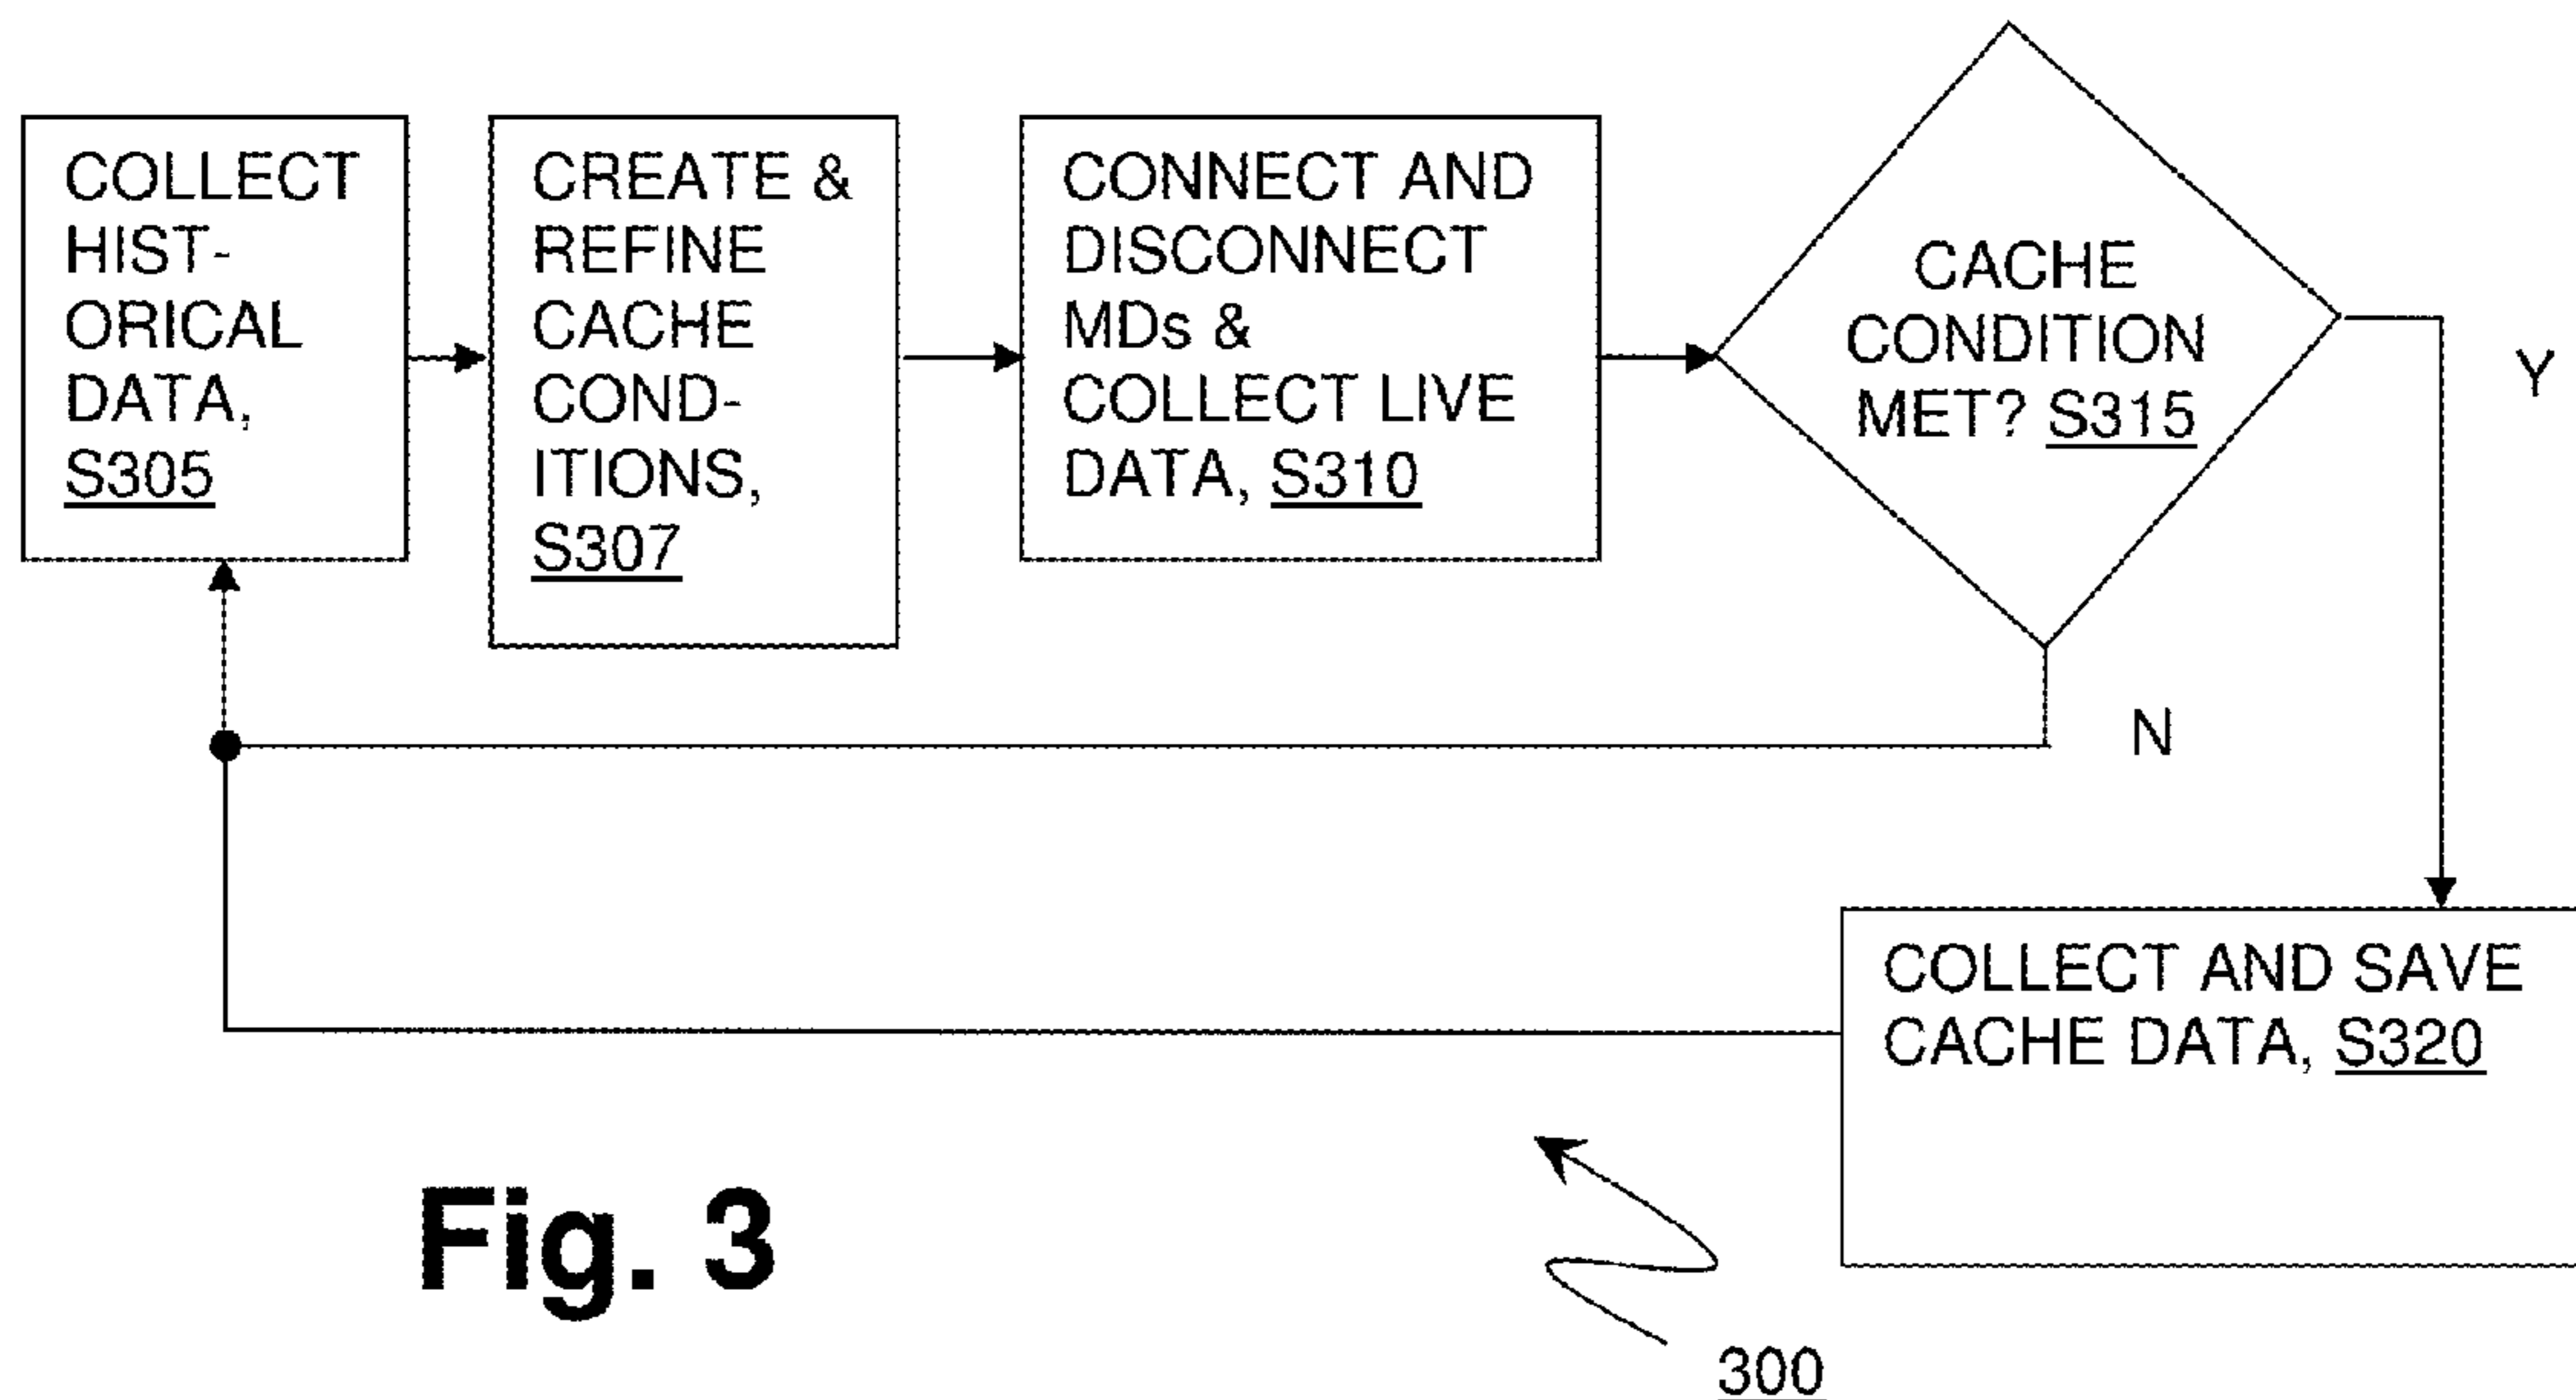 COLLECT
HIST-
ORICAL
DATA,
S305
CREATE &
REFINE
CACHE
COND-
ITIONS,
S307
CONNECT AND
DISCONNECT
MDs &
COLLECT LIVE
DATA, S310
CACHE
CONDITION
MET? S315
Y
N
COLLECT AND SAVE
CACHE DATA, S320
Fig. 3
300